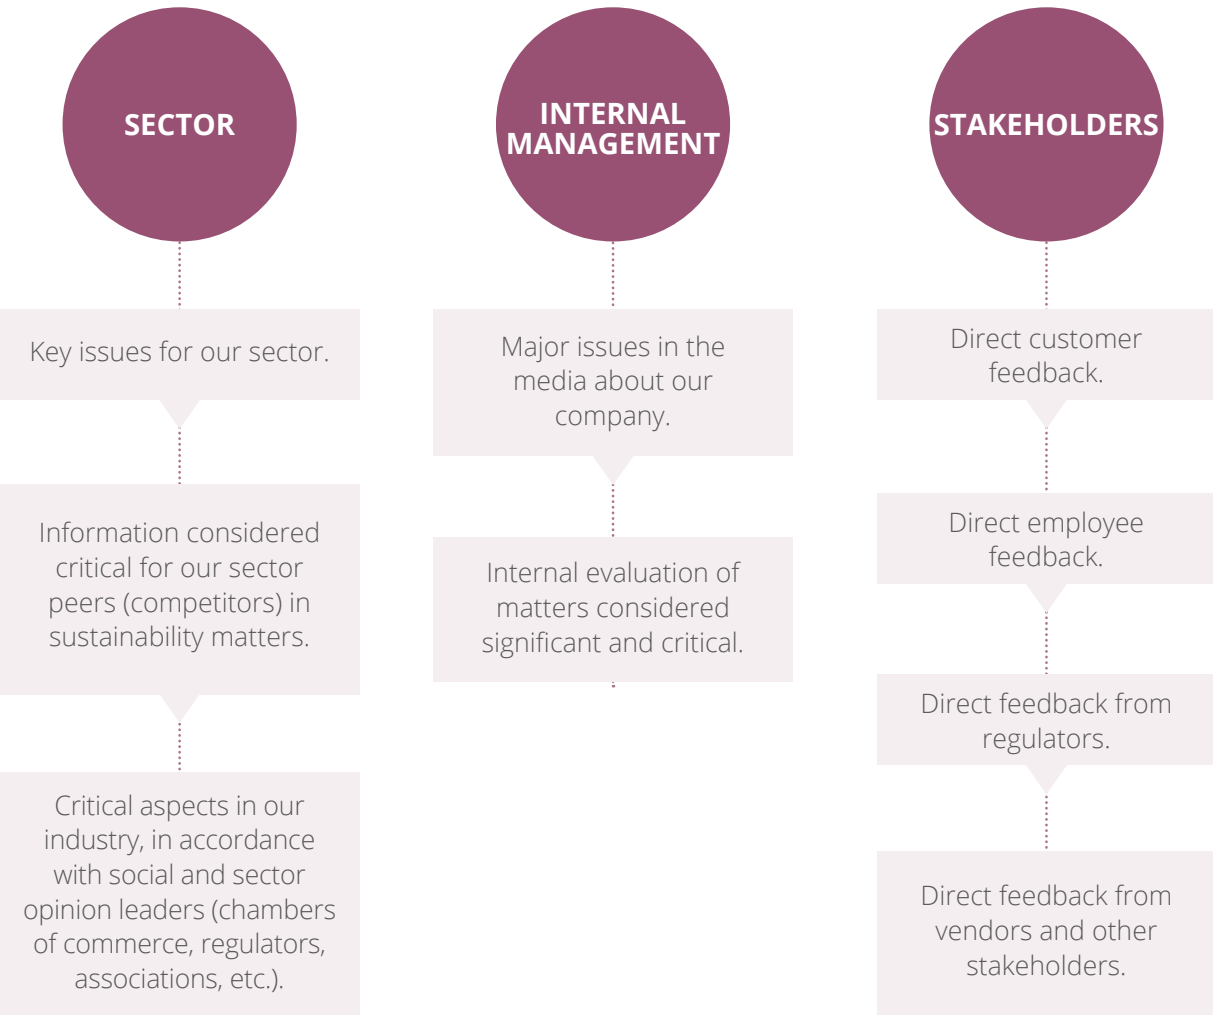 SECTOR
Key issues for our sector.
Information considered
critical for our sector
peers (competitors) in
sustainability matters.
Critical aspects in our
industry, in accordance
with social and sector
opinion leaders (chambers
of commerce, regulators,
associations, etc.).
INTERNAL
MANAGEMENT
Major issues in the
media about our
company.
Internal evaluation of
matters considered
significant and critical.
STAKEHOLDERS
Direct customer
feedback.
Direct employee
feedback.
Direct feedback from
regulators.
Direct feedback from
vendors and other
stakeholders.